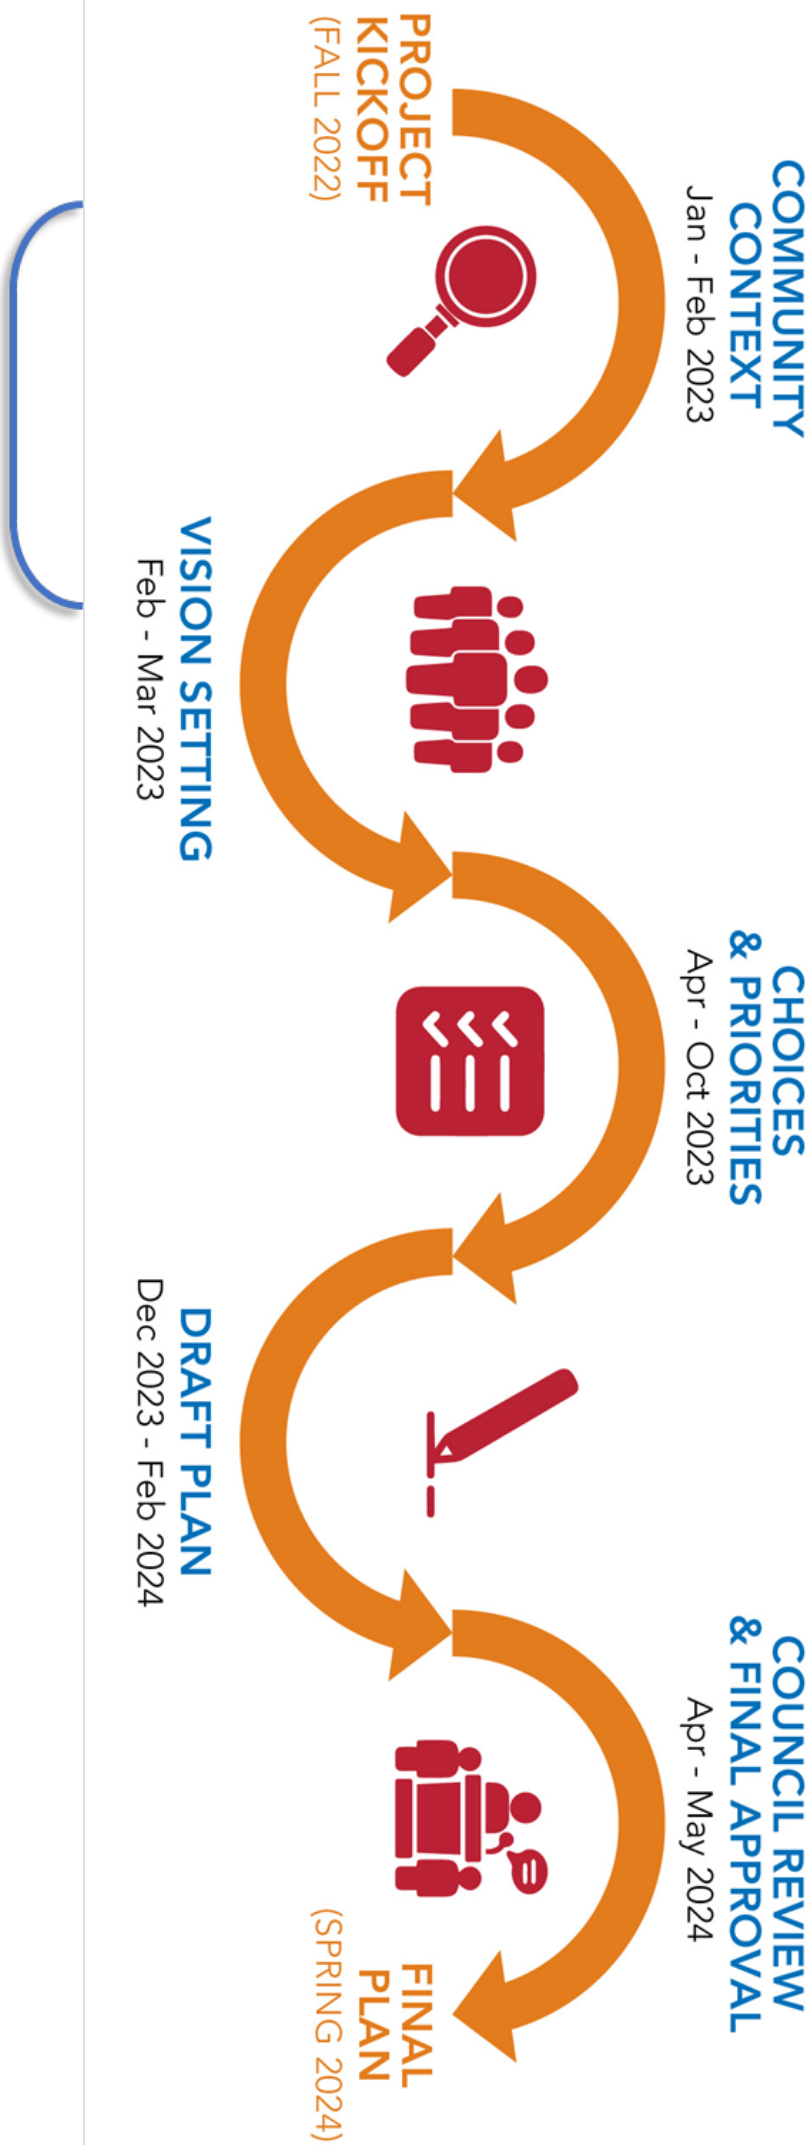 PROJECT
KICKOFF
(FALL 2022)
COMMUNITY
CONTEXT
Jan - Feb 2023
VISION SETTING
Feb - Mar 2023
CHOICES
& PRIORITIES
Apr - Oct 2023
DRAFT PLAN
Dec 2023 - Feb 2024
COUNCIL REVIEW
& FINAL APPROVAL
Apr - May 2024
FINAL
PLAN
(SPRING 2024)